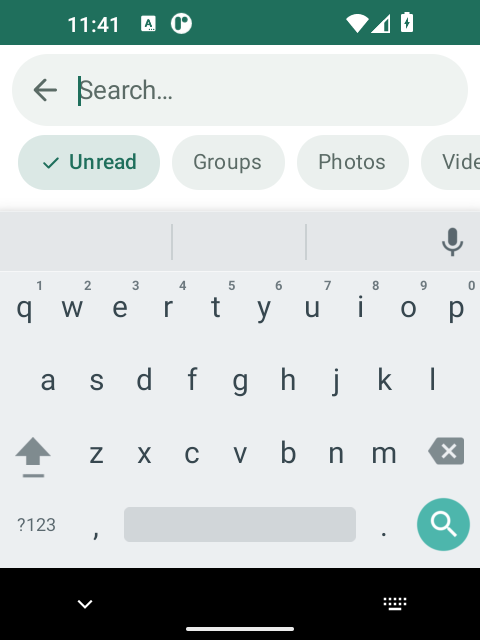 11:41
Search...
Unread Groups Photos Vide
1 2 3 4 5 6 7 8 9 0
q w e r t y u i o p
a s d f g h j k l
z x c v b n m
?123 , .